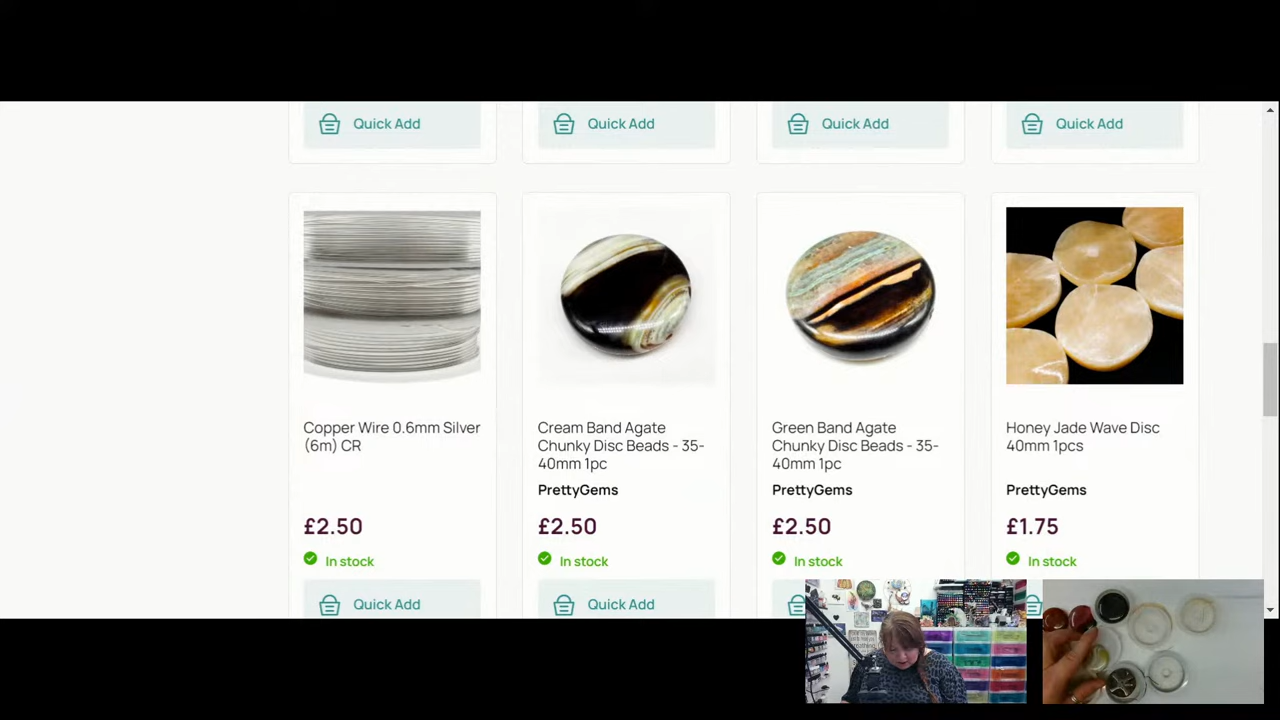 Quick Add
Quick Add
Quick Add
Quick Add
Copper Wire 0.6mm Silver
(6m) CR
£2.50
In stock
Quick Add
Cream Band Agate
Chunky Disc Beads - 35-
40mm 1pc
PrettyGems
£2.50
In stock
Quick Add
Green Band Agate
Chunky Disc Beads - 35-
40mm 1pc
PrettyGems
£2.50
In stock
Honey Jade Wave Disc
40mm 1pcs
PrettyGems
£1.75
In stock